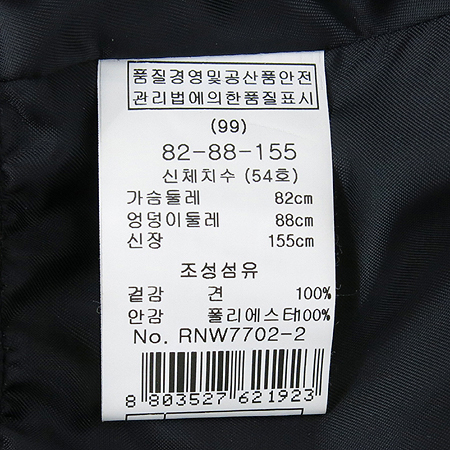 품질경영및공산품안전
관리법에의한품질표시
(99)
82-88-155
신체치수 (54호)
가슴둘레 82cm
엉덩이둘레 88cm
신장 155cm
조성섬유
겉감 견 100%
안감 폴리에스터100%
No. RNW7702-2
8 803527 621923